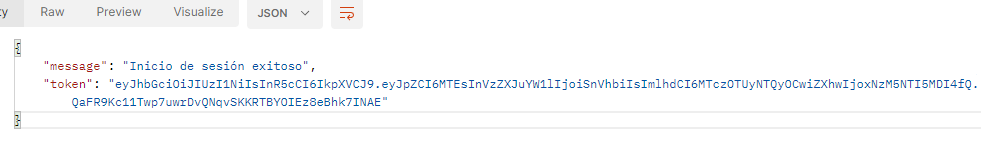 ty Raw Preview Visualize JSON
{
"message": "Inicio de sesión exitoso",
"token": "eyJhbGciOiJIUzI1NiIsInR5cCI6IkpXVCJ9.eyJpZCI6MTEsInVzZXJuYW1lIjoiSnVhbiIsImlhdCI6MTczOTUyNTQyOCwiZXhwIjoxNzM5NTI5MDI4fQ.
QaFR9Kc11Twp7uwrDvQNqvSKKRTBYOIEz8eBhk7INAE"
}